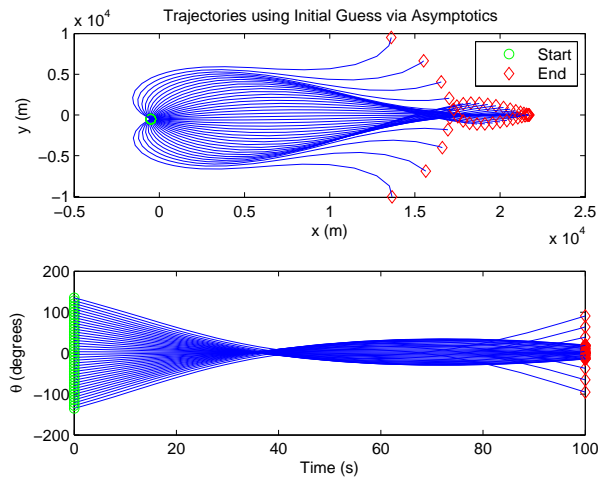 Trajectories using Initial Guess via Asymptotics
x 10^4
1
0.5
0
-0.5
-1
y (m)
Start
End
-0.5 0 0.5 1 1.5 2 2.5
x (m)
x 10^4
200
100
0
-100
-200
θ (degrees)
0 20 40 60 80 100
Time (s)